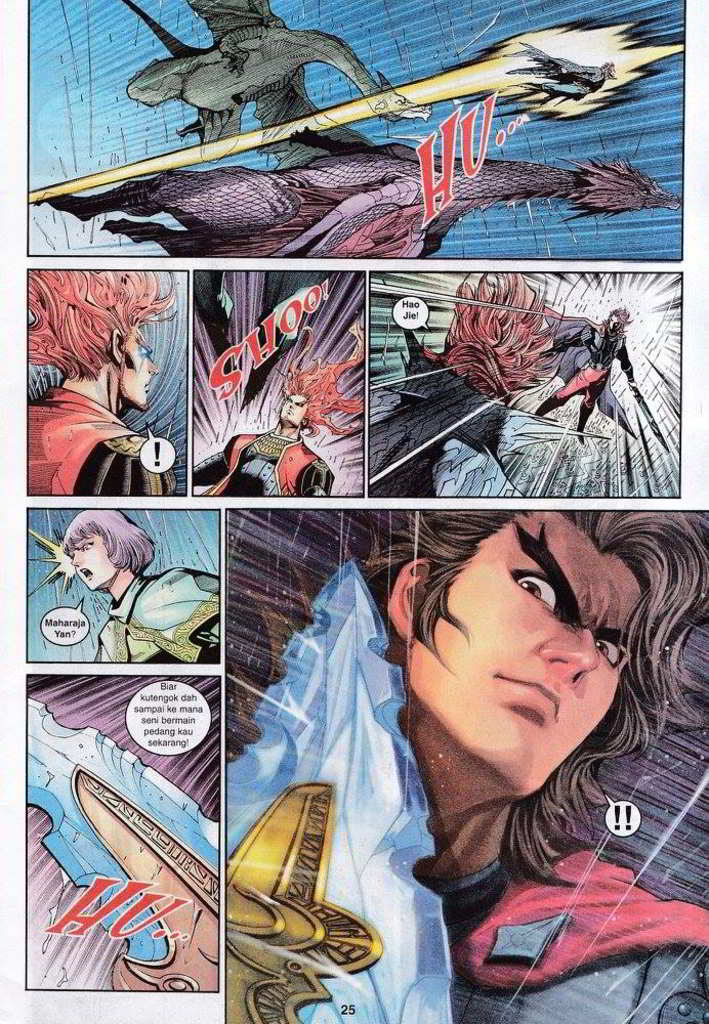 HU...
!
SHOO!
Hao
Jie!
Maharaja
Yan?
Biar
kutengok dah
sampai ke mana
seni bermain
pedang kau
sekarang!
HU...
!!
25